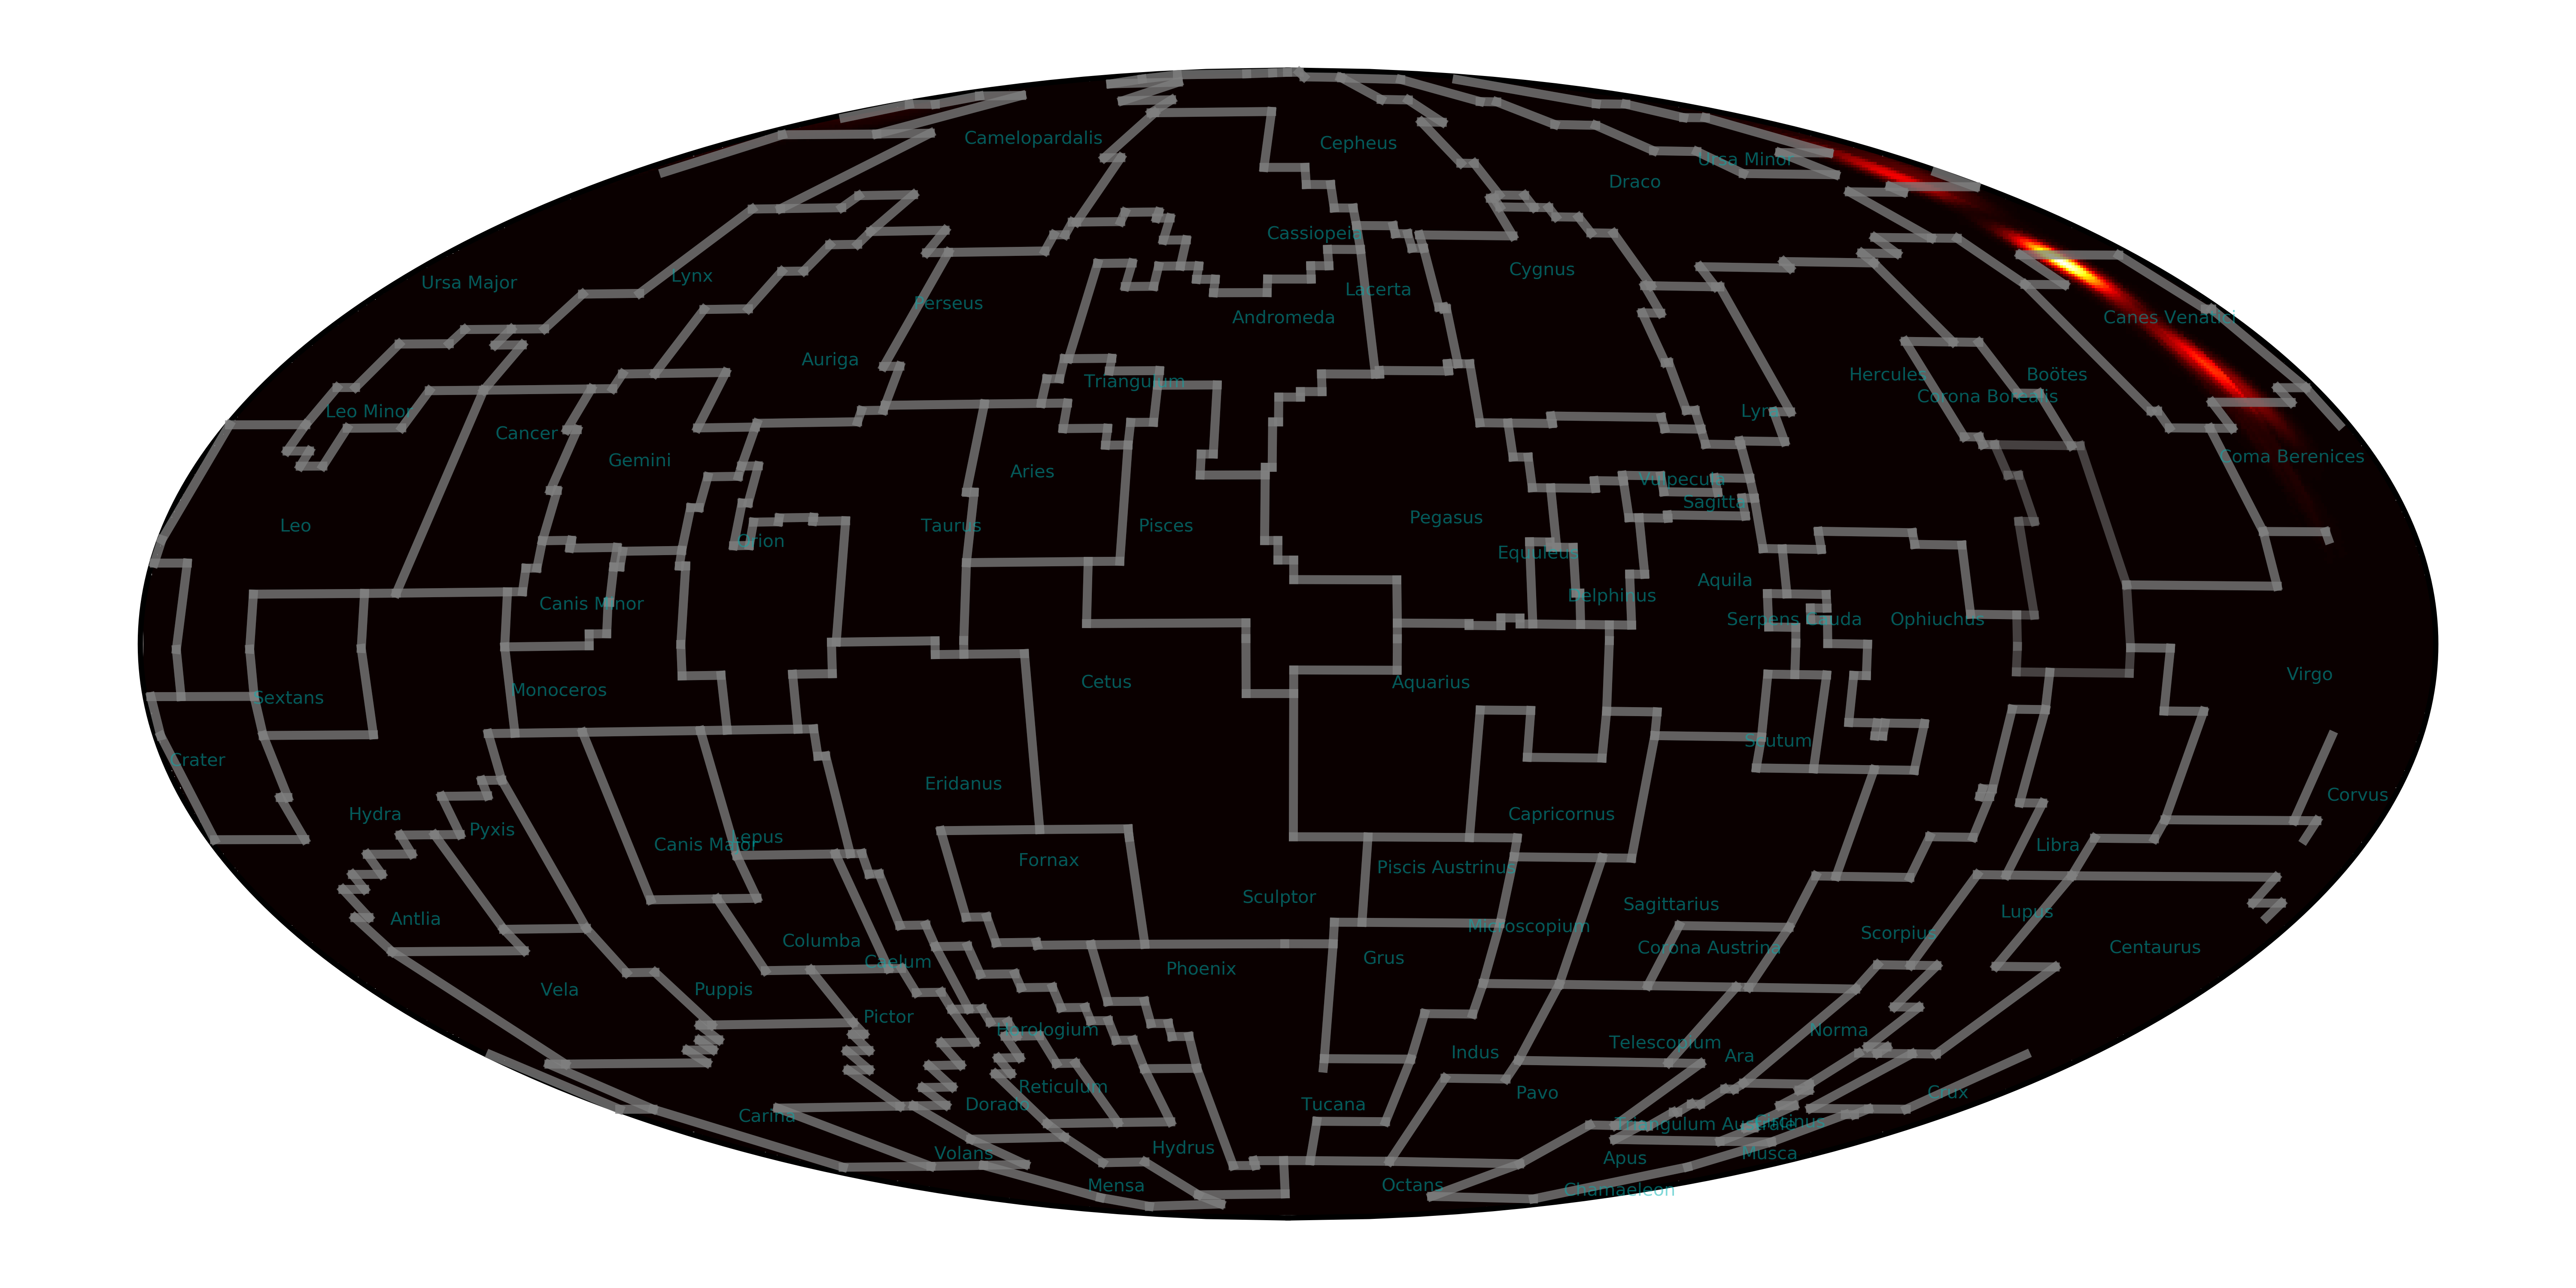 Camelopardalis
Cepheus
Ursa Minor
Draco
Cassiopeia
Cygnus
Lynx
Ursa Major
Lacerta
Perseus
Andromeda
Canes Venatici
Auriga
Hercules
Boötes
Triangulum
Corona Borealis
Leo Minor
Lyra
Cancer
Coma Berenices
Gemini
Aries
Vulpecula
Sagitta
Pegasus
Leo
Taurus
Pisces
Orion
Equuleus
Aquila
Delphinus
Canis Minor
Serpens Cauda
Ophiuchus
Virgo
Cetus
Aquarius
Monoceros
Sextans
Scutum
Crater
Eridanus
Corvus
Hydra
Capricornus
Pyxis
Lepus
Canis Major
Libra
Fornax
Piscis Austrinus
Sculptor
Sagittarius
Lupus
Antlia
Microscopium
Scorpius
Columba
Corona Austrina
Centaurus
Grus
Caelum
Phoenix
Vela
Puppis
Pictor
Horologium
Norma
Telescopium
Indus
Ara
Reticulum
Pavo
Crux
Dorado
Tucana
Carina
Circinus
Triangulum Australe
Hydrus
Volans
Musca
Apus
Mensa
Octans
Chamaeleon